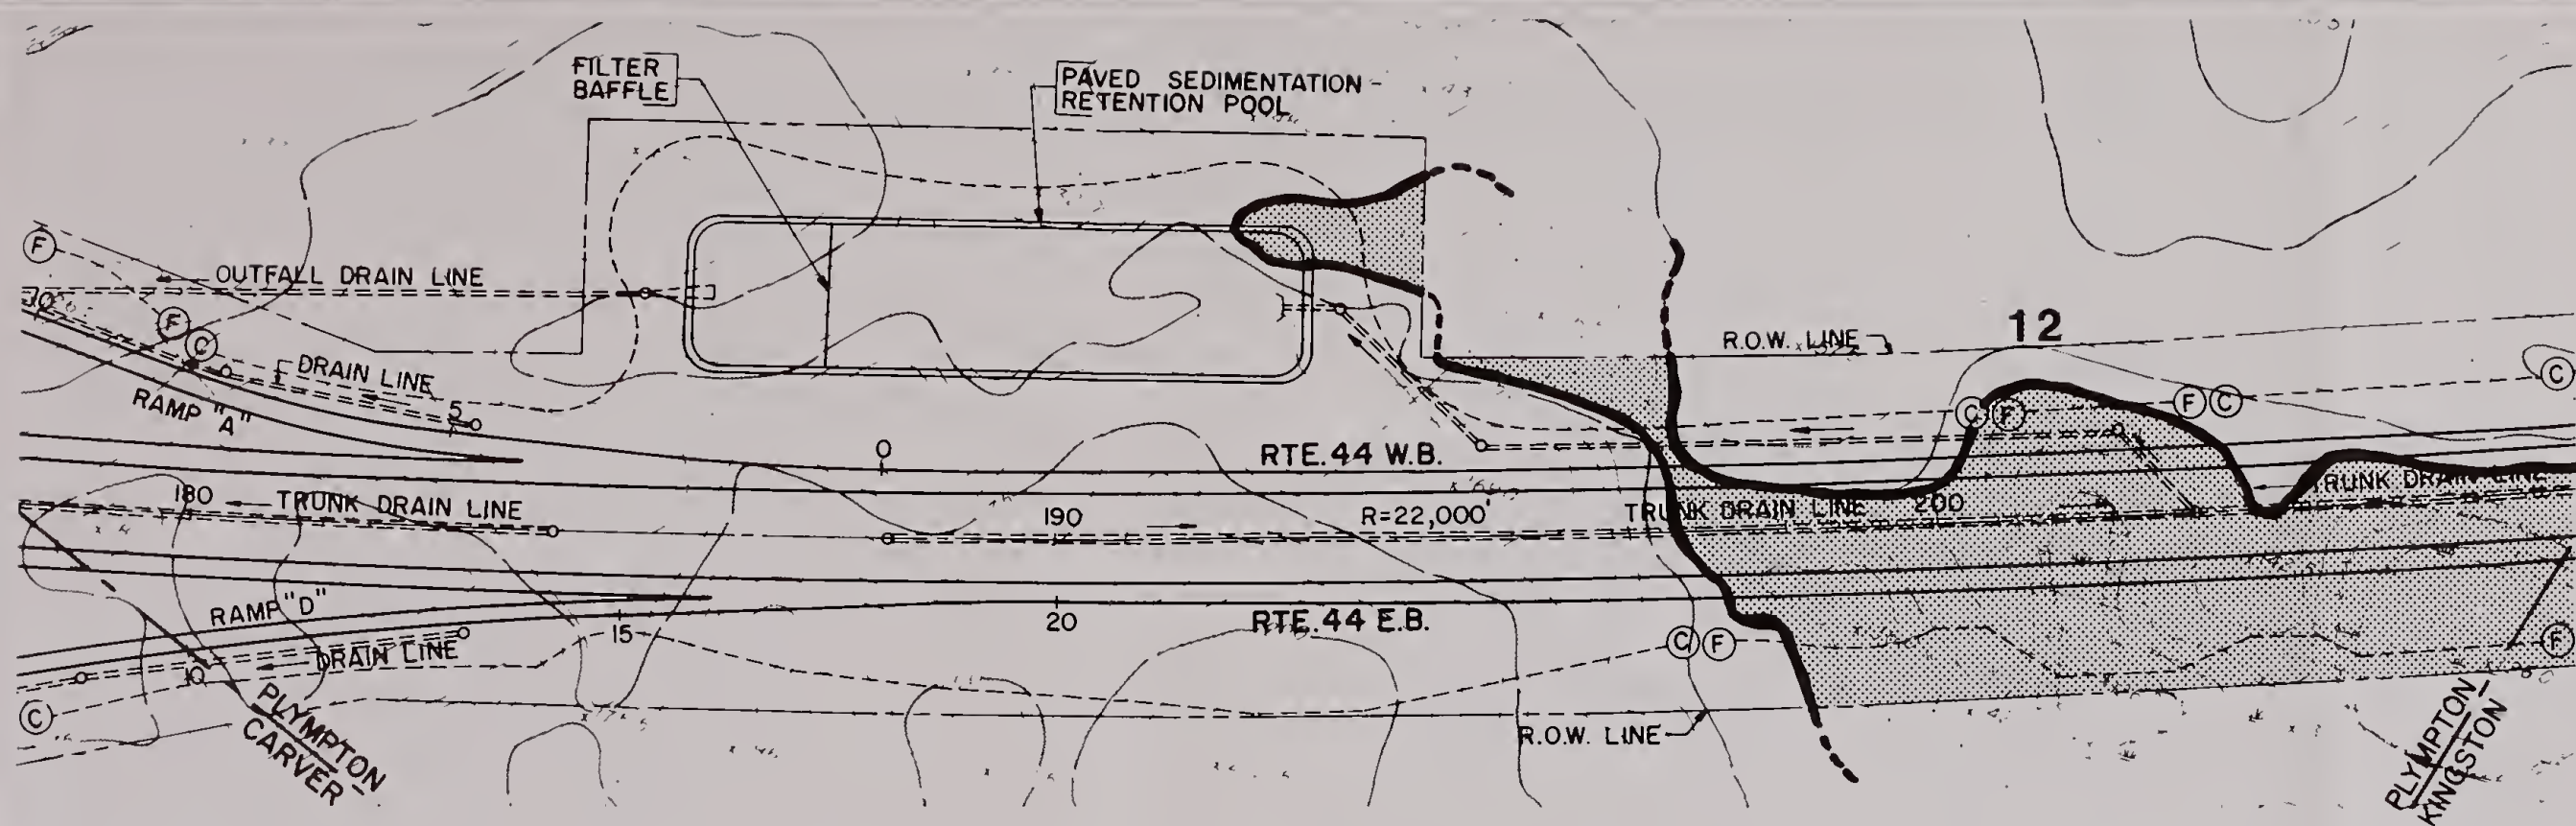 FILTER
BAFFLE
PAVED SEDIMENTATION -
RETENTION POOL
F
OUTFALL DRAIN LINE
F
C
DRAIN LINE
5
RAMP "A"
R.O.W. LINE
12
C F
F C
C
0
RTE. 44 W.B.
180
TRUNK DRAIN LINE
190
R=22,000'
TRUNK DRAIN LINE
200
TRUNK DRAIN LINE
RAMP "D"
15
20
RTE. 44 E.B.
C F
F
DRAIN LINE
10
C
PLYMPTON
CARVER
R.O.W. LINE
PLYMPTON
KINGSTON